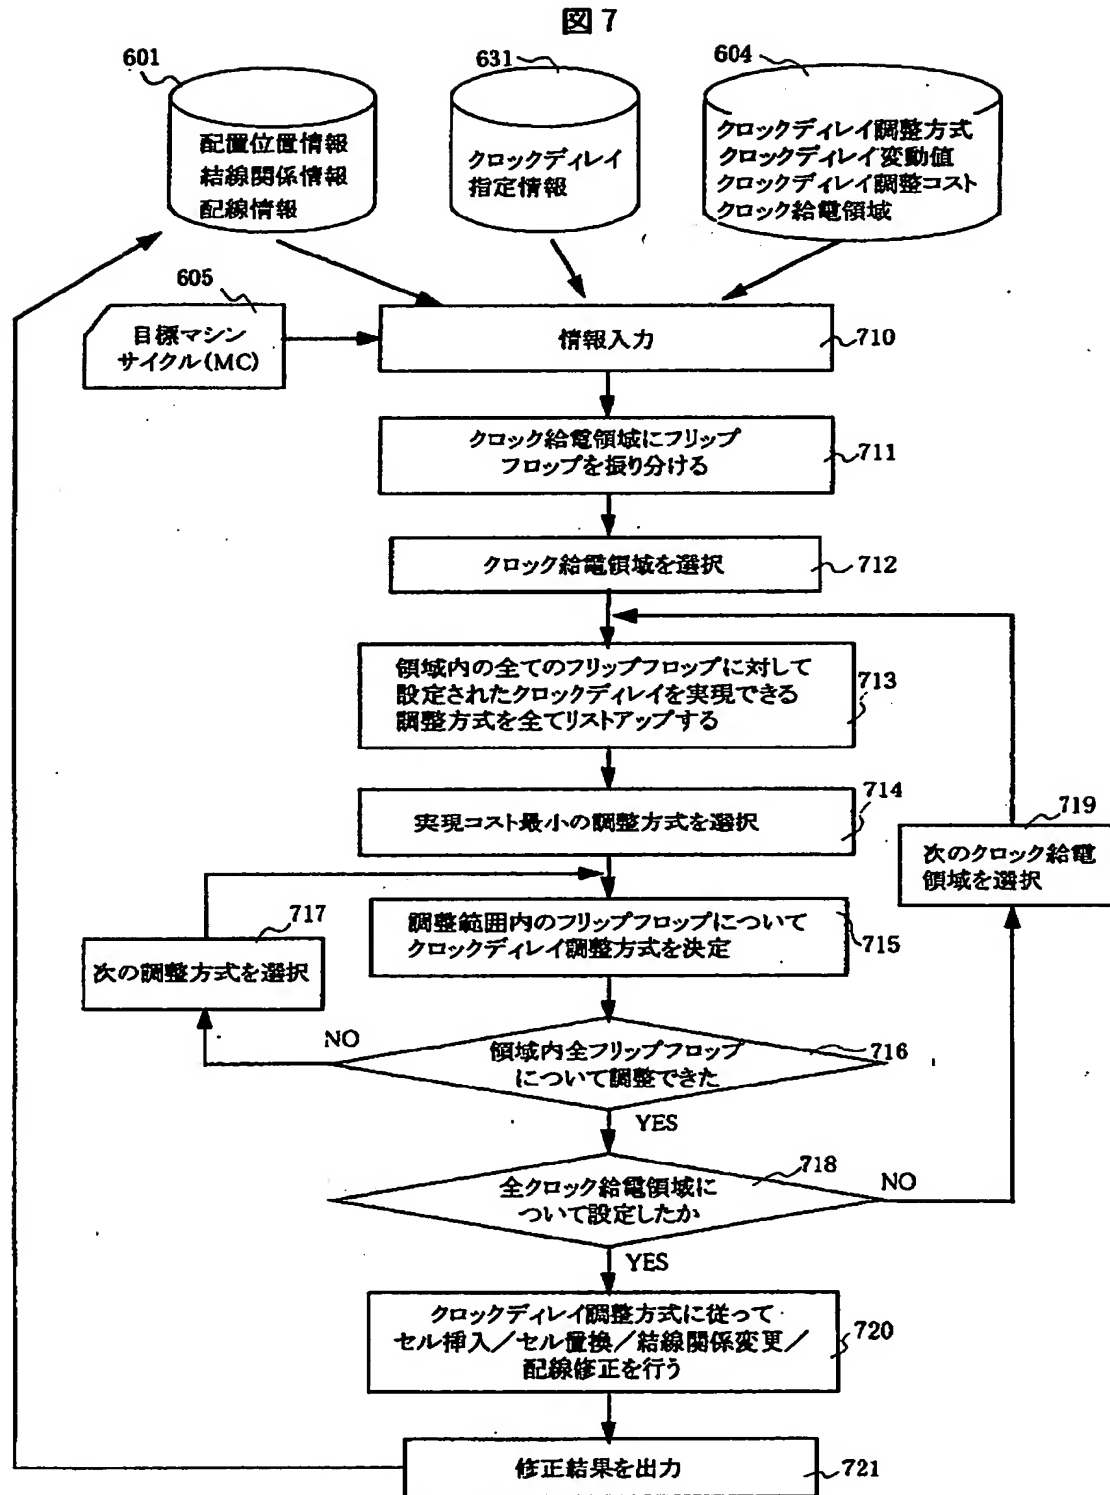 図7
601
配置位置情報
結線関係情報
配線情報
631
クロックディレイ
指定情報
604
クロックディレイ調整方式
クロックディレイ変動値
クロックディレイ調整コスト
クロック給電領域
605
目標マシン
サイクル(MC)
情報入力
710
クロック給電領域にフリップ
フロップを振り分ける
711
クロック給電領域を選択
712
領域内の全てのフリップフロップに対して
設定されたクロックディレイを実現できる
調整方式を全てリストアップする
713
実現コスト最小の調整方式を選択
714
719
次のクロック給電
領域を選択
717
次の調整方式を選択
調整範囲内のフリップフロップについて
クロックディレイ調整方式を決定
715
NO
領域内全フリップフロップ
について調整できた
716
YES
全クロック給電領域に
ついて設定したか
718
NO
YES
クロックディレイ調整方式に従って
セル挿入/セル置換/結線関係変更/
配線修正を行う
720
修正結果を出力
721